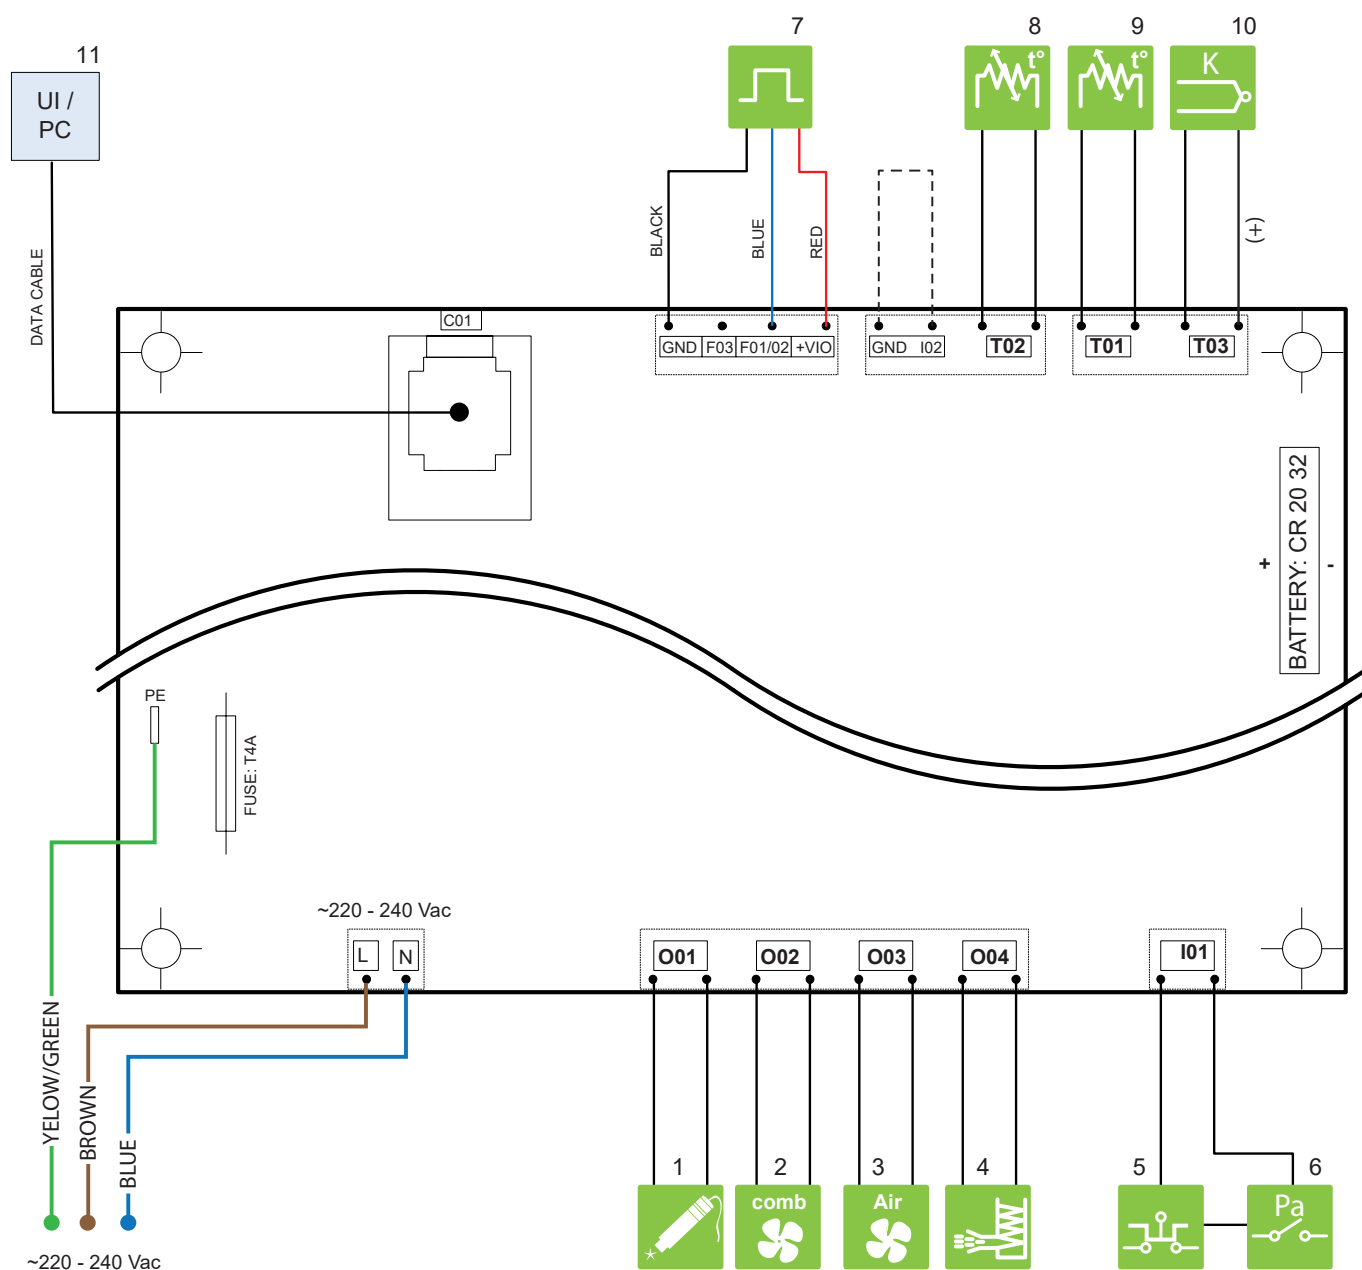 7
8
9
10
11
UI /
PC
t°
t°
K
BLACK
BLUE
RED
(+)
DATA CABLE
C01
GND
F03
F01/02
+VIO
GND
I02
T02
T01
T03
BATTERY: CR 20 32
+
-
PE
FUSE: T4A
~220 - 240 Vac
L
N
O01
O02
O03
O04
I01
YELOW/GREEN
BROWN
BLUE
1
2
3
4
5
6
comb
Air
Pa
~220 - 240 Vac